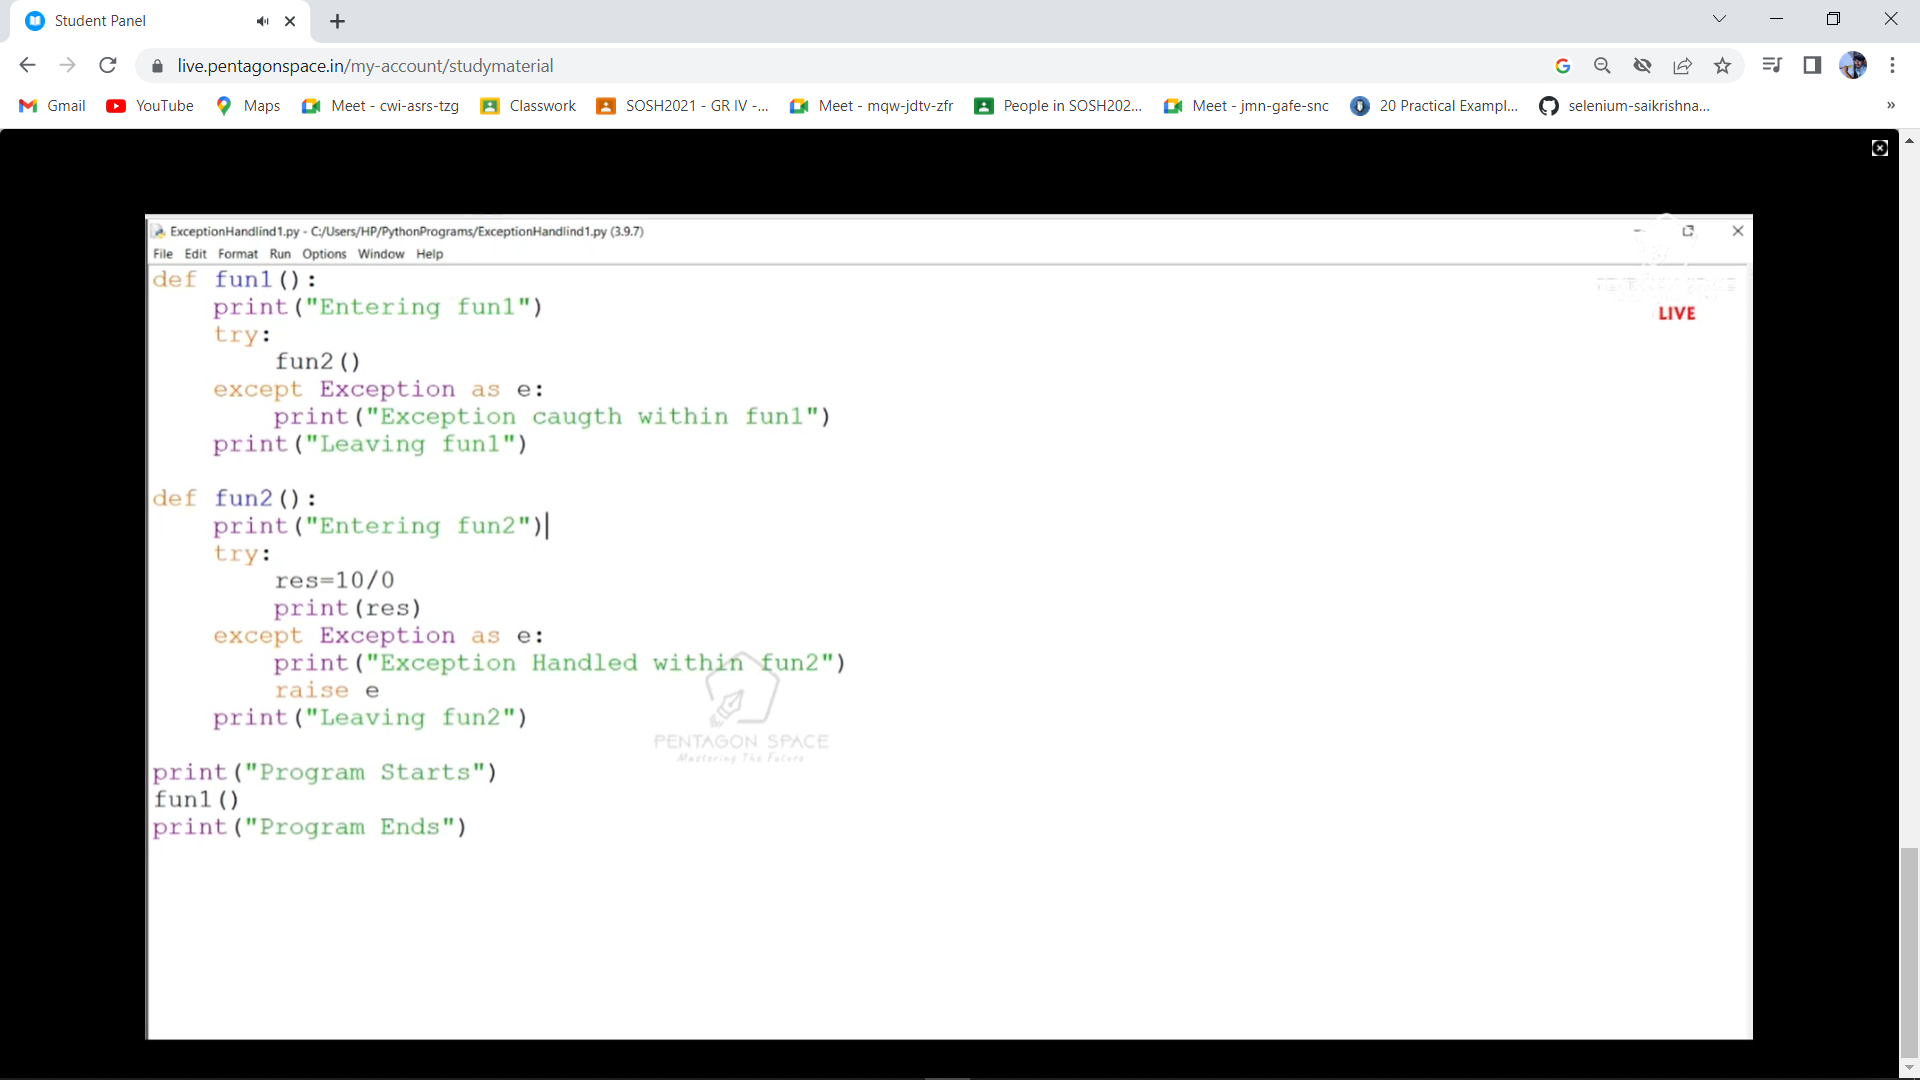 Student Panel
live.pentagonspace.in/my-account/studymaterial
Gmail YouTube Maps Meet - cwi-asrs-tzg Classwork SOSH2021 - GR IV -... Meet - mqw-jdtv-zfr People in SOSH202... Meet - jmn-gafe-snc 20 Practical Exampl... selenium-saikrishna... »
ExceptionHandlind1.py - C:/Users/HP/PythonPrograms/ExceptionHandlind1.py (3.9.7)
File Edit Format Run Options Window Help
def fun1():
    print("Entering fun1")
    try:
        fun2()
    except Exception as e:
        print("Exception caugth within fun1")
    print("Leaving fun1")
def fun2():
    print("Entering fun2")
    try:
        res=10/0
        print(res)
    except Exception as e:
        print("Exception Handled within fun2")
        raise e
    print("Leaving fun2")
print("Program Starts")
fun1()
print("Program Ends")
LIVE
PENTAGON SPACE
Mastering The Future